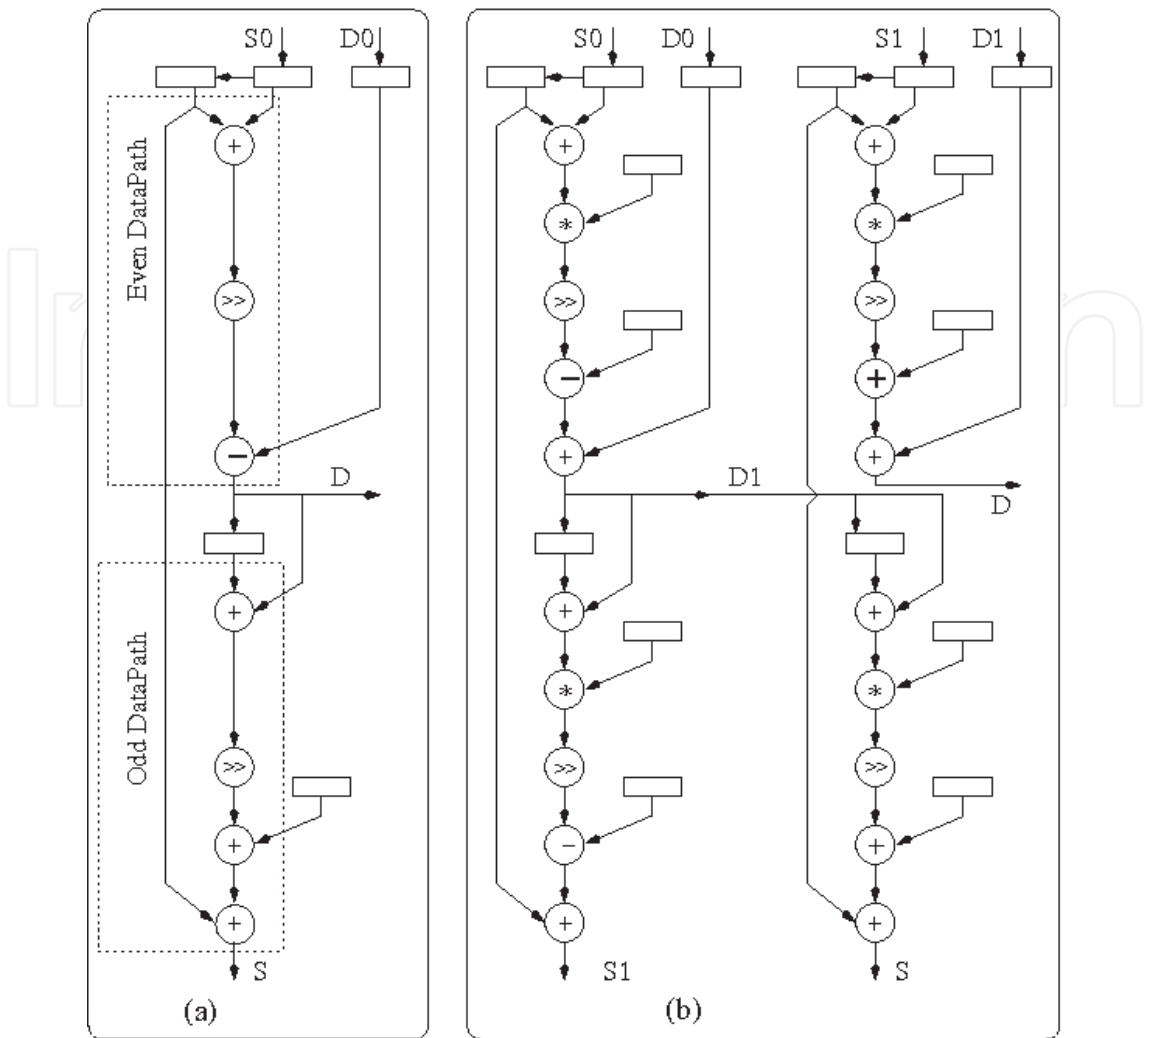 S0 D0
+
>>
−
Even DataPath
D
+
>>
+
+
Odd DataPath
S
(a)
S0 D0 S1 D1
+ +
* *
>> >>
− +
+ +
D1
D
+ +
* *
>> >>
− +
+ +
S1 S
(b)